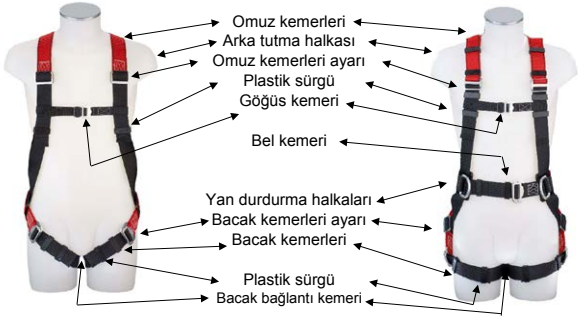 Omuz kemerleri
Arka tutma halkası
Omuz kemerleri ayarı
Plastik sürgü
Göğüs kemeri
Bel kemeri
Yan durdurma halkaları
Bacak kemerleri ayarı
Bacak kemerleri
Plastik sürgü
Bacak bağlantı kemeri